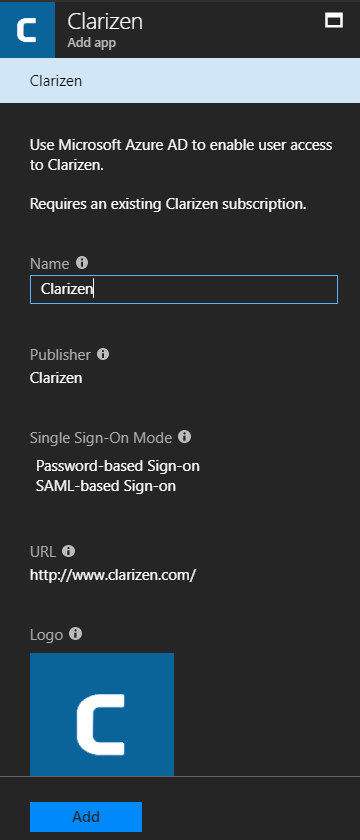 Clarizen
Add app
Clarizen
Use Microsoft Azure AD to enable user access
to Clarizen.
Requires an existing Clarizen subscription.
Name
Clarizen
Publisher
Clarizen
Single Sign-On Mode
Password-based Sign-on
SAML-based Sign-on
URL
http://www.clarizen.com/
Logo
Add